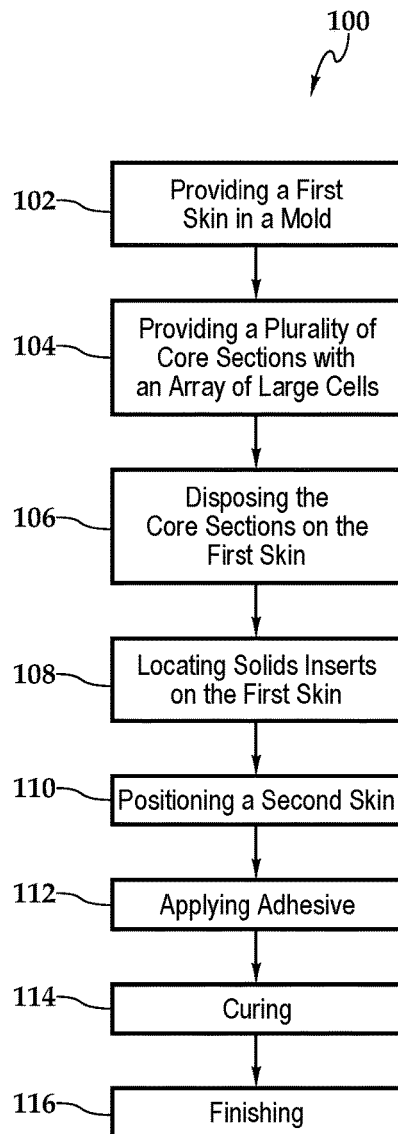 100
102
Providing a First
Skin in a Mold
104
Providing a Plurality of
Core Sections with
an Array of Large Cells
106
Disposing the
Core Sections on the
First Skin
108
Locating Solids Inserts
on the First Skin
110
Positioning a Second Skin
112
Applying Adhesive
114
Curing
116
Finishing